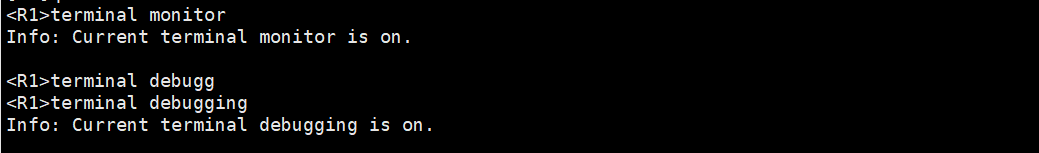 <R1>terminal monitor
Info: Current terminal monitor is on.
<R1>terminal debugg
<R1>terminal debugging
Info: Current terminal debugging is on.